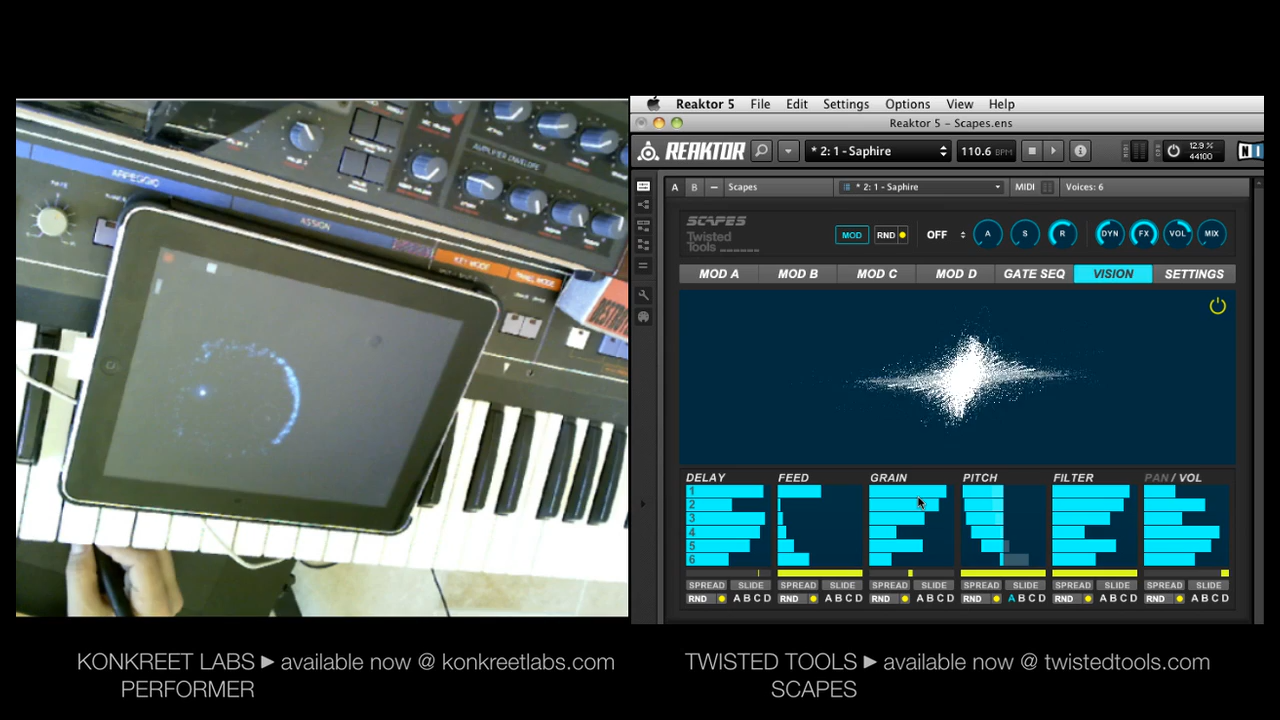 Reaktor 5 File Edit Settings Options View Help
Reaktor 5 - Scapes.ens
REAKTOR * 2: 1 - Saphire 110.6 BPM 12.9 % 44100 NI
A B Scapes * 2: 1 - Saphire MIDI Voices: 6
SCAPES
Twisted
Tools
MOD RND OFF A S R DYN FX VOL MIX
MOD A MOD B MOD C MOD D GATE SEQ VISION SETTINGS
DELAY FEED GRAIN PITCH FILTER PAN / VOL
1
2
3
4
5
6
SPREAD SLIDE SPREAD SLIDE SPREAD SLIDE SPREAD SLIDE SPREAD SLIDE SPREAD SLIDE
RND A B C D RND A B C D RND A B C D RND A B C D RND A B C D RND A B C D
ARPEGGIO
ASSIGN
AMPLIFIER ENVELOPE
KEY MODE
PANEL MODE
KONKREET LABS ▶ available now @ konkreetlabs.com
PERFORMER
TWISTED TOOLS ▶ available now @ twistedtools.com
SCAPES